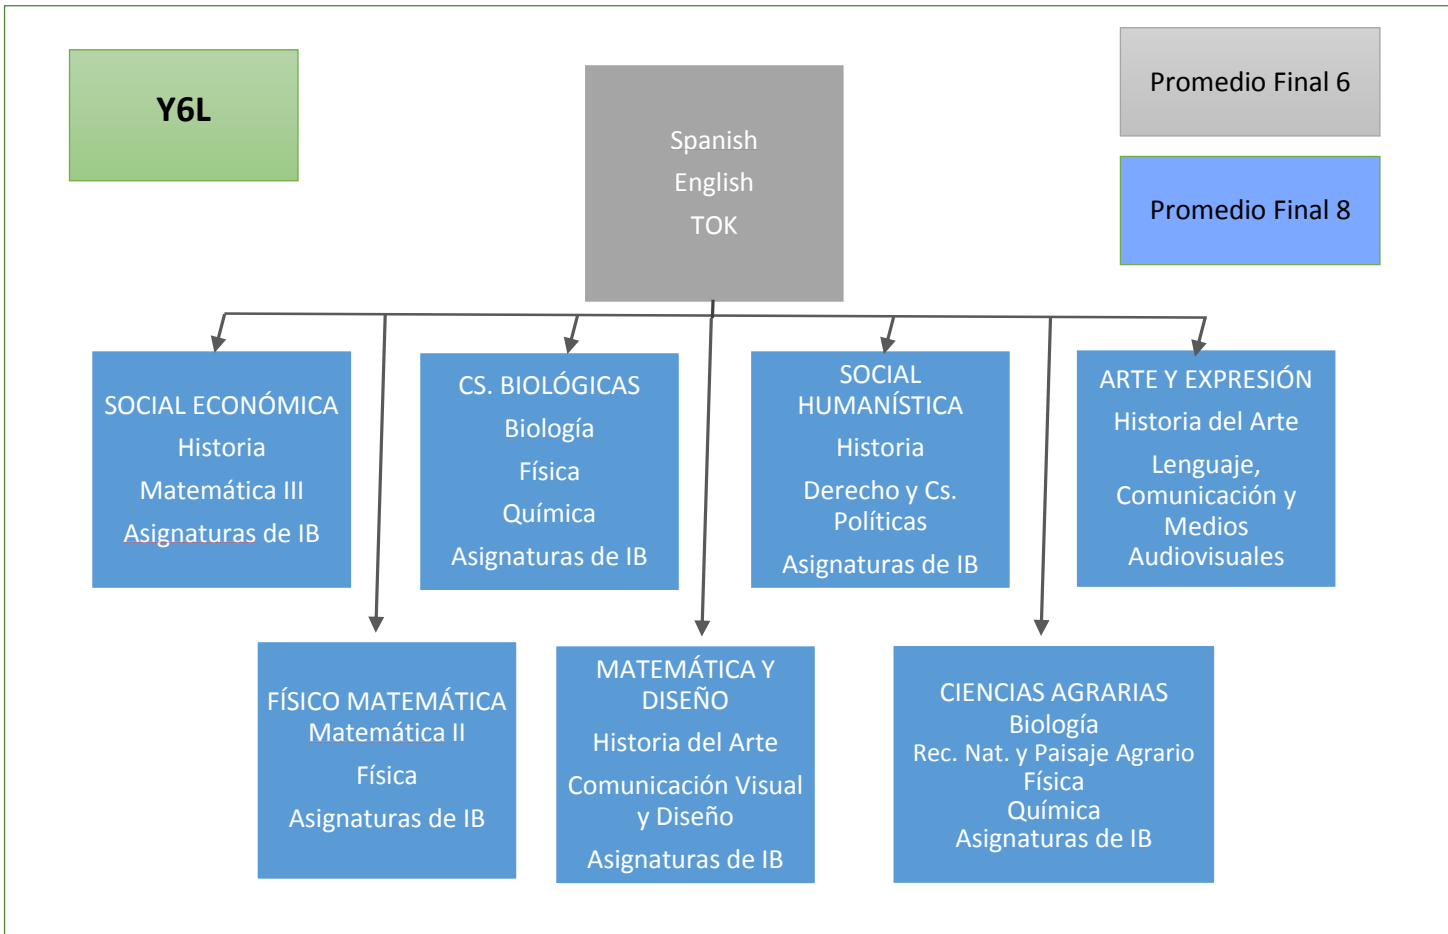 Y6L
Spanish
English
TOK
Promedio Final 6
Promedio Final 8
SOCIAL ECONÓMICA
Historia
Matemática III
Asignaturas de IB
CS. BIOLÓGICAS
Biología
Física
Química
Asignaturas de IB
SOCIAL
HUMANÍSTICA
Historia
Derecho y Cs.
Políticas
Asignaturas de IB
ARTE Y EXPRESIÓN
Historia del Arte
Lenguaje,
Comunicación y
Medios
Audiovisuales
FÍSICO MATEMÁTICA
Matemática II
Física
Asignaturas de IB
MATEMÁTICA Y
DISEÑO
Historia del Arte
Comunicación Visual
y Diseño
Asignaturas de IB
CIENCIAS AGRARIAS
Biología
Rec. Nat. y Paisaje Agrario
Física
Química
Asignaturas de IB